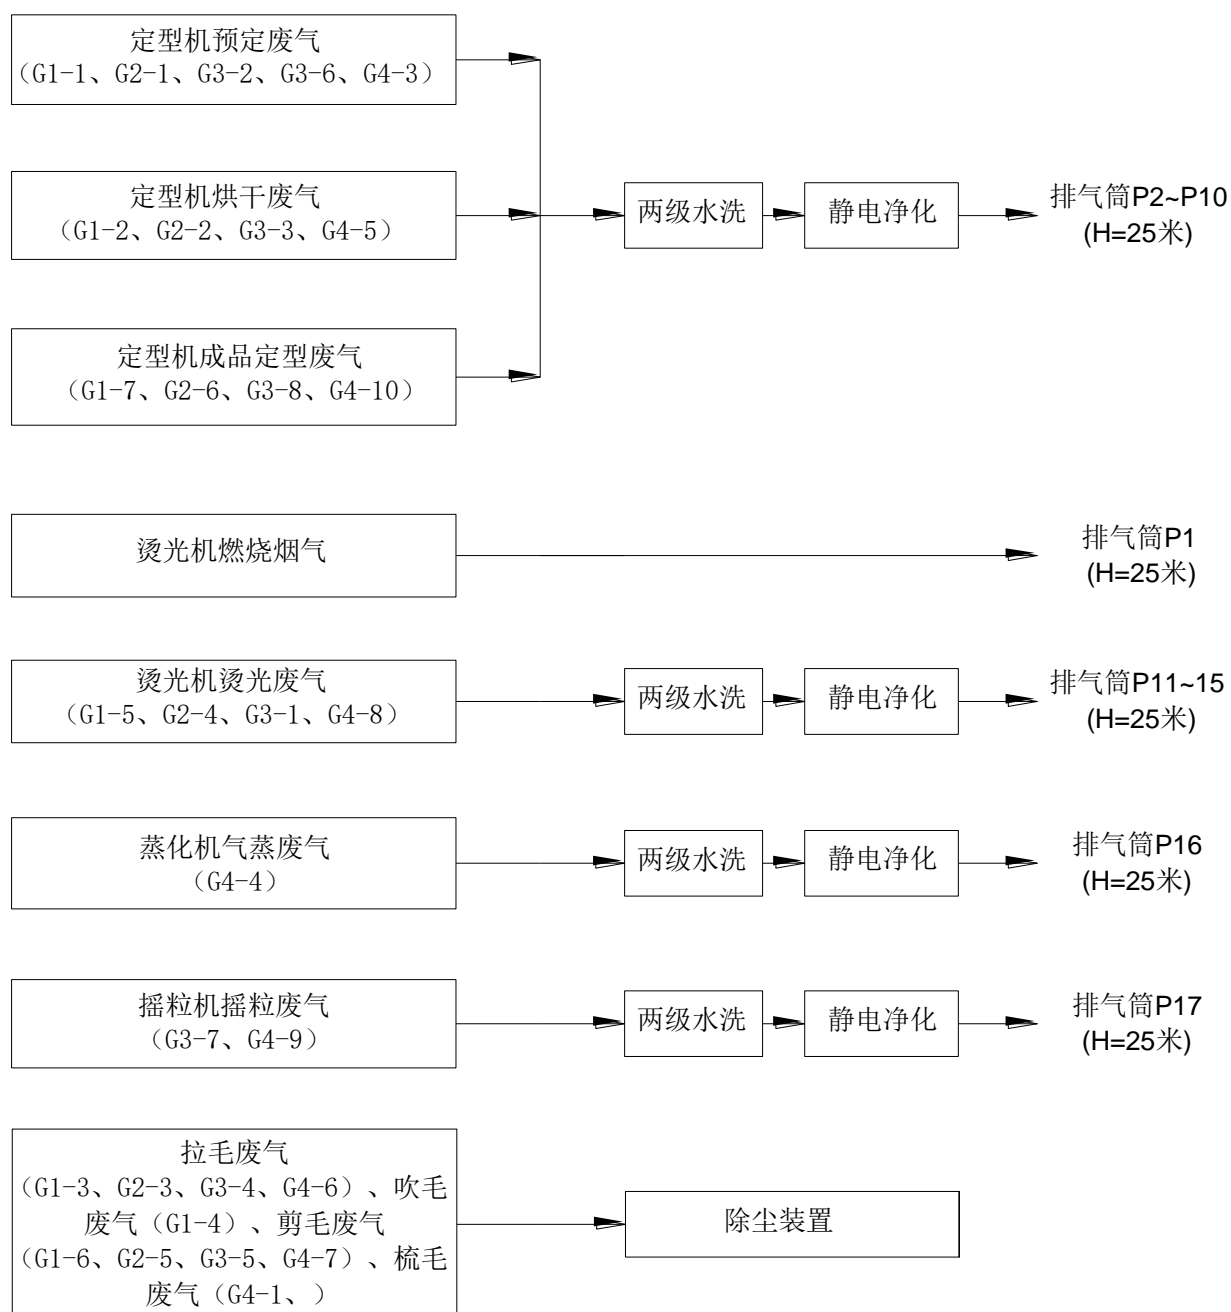 定型机预定废气
（G1-1、G2-1、G3-2、G3-6、G4-3）
定型机烘干废气
（G1-2、G2-2、G3-3、G4-5）
两级水洗
静电净化
排气筒P2~P10
(H=25米)
定型机成品定型废气
（G1-7、G2-6、G3-8、G4-10）
烫光机燃烧烟气
排气筒P1
(H=25米)
烫光机烫光废气
（G1-5、G2-4、G3-1、G4-8）
两级水洗
静电净化
排气筒P11~15
(H=25米)
蒸化机气蒸废气
（G4-4）
两级水洗
静电净化
排气筒P16
(H=25米)
摇粒机摇粒废气
（G3-7、G4-9）
两级水洗
静电净化
排气筒P17
(H=25米)
拉毛废气
（G1-3、G2-3、G3-4、G4-6）、吹毛
废气（G1-4）、剪毛废气
（G1-6、G2-5、G3-5、G4-7）、梳毛
废气（G4-1、）
除尘装置